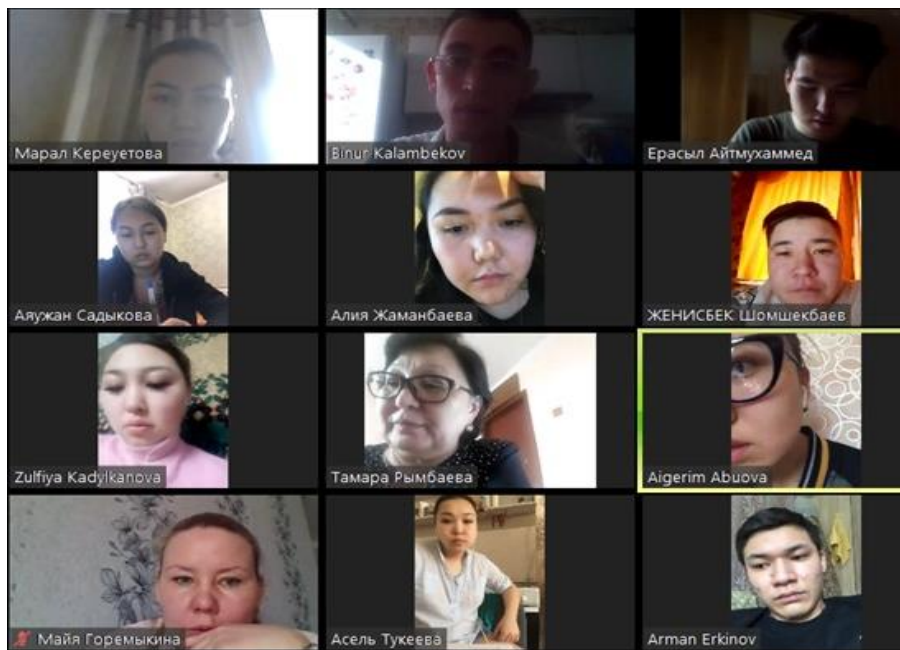 Марал Кереуетова
Binur Kalambekov
Ерасыл Айтмухаммед
Аяужан Садыкова
Алия Жаманбаева
ЖЕНИСБЕК Шомшекбаев
Zulfiya Kadylkanova
Тамара Рымбаева
Aigerim Abuova
Майя Горемыкина
Асель Тукеева
Arman Erkinov